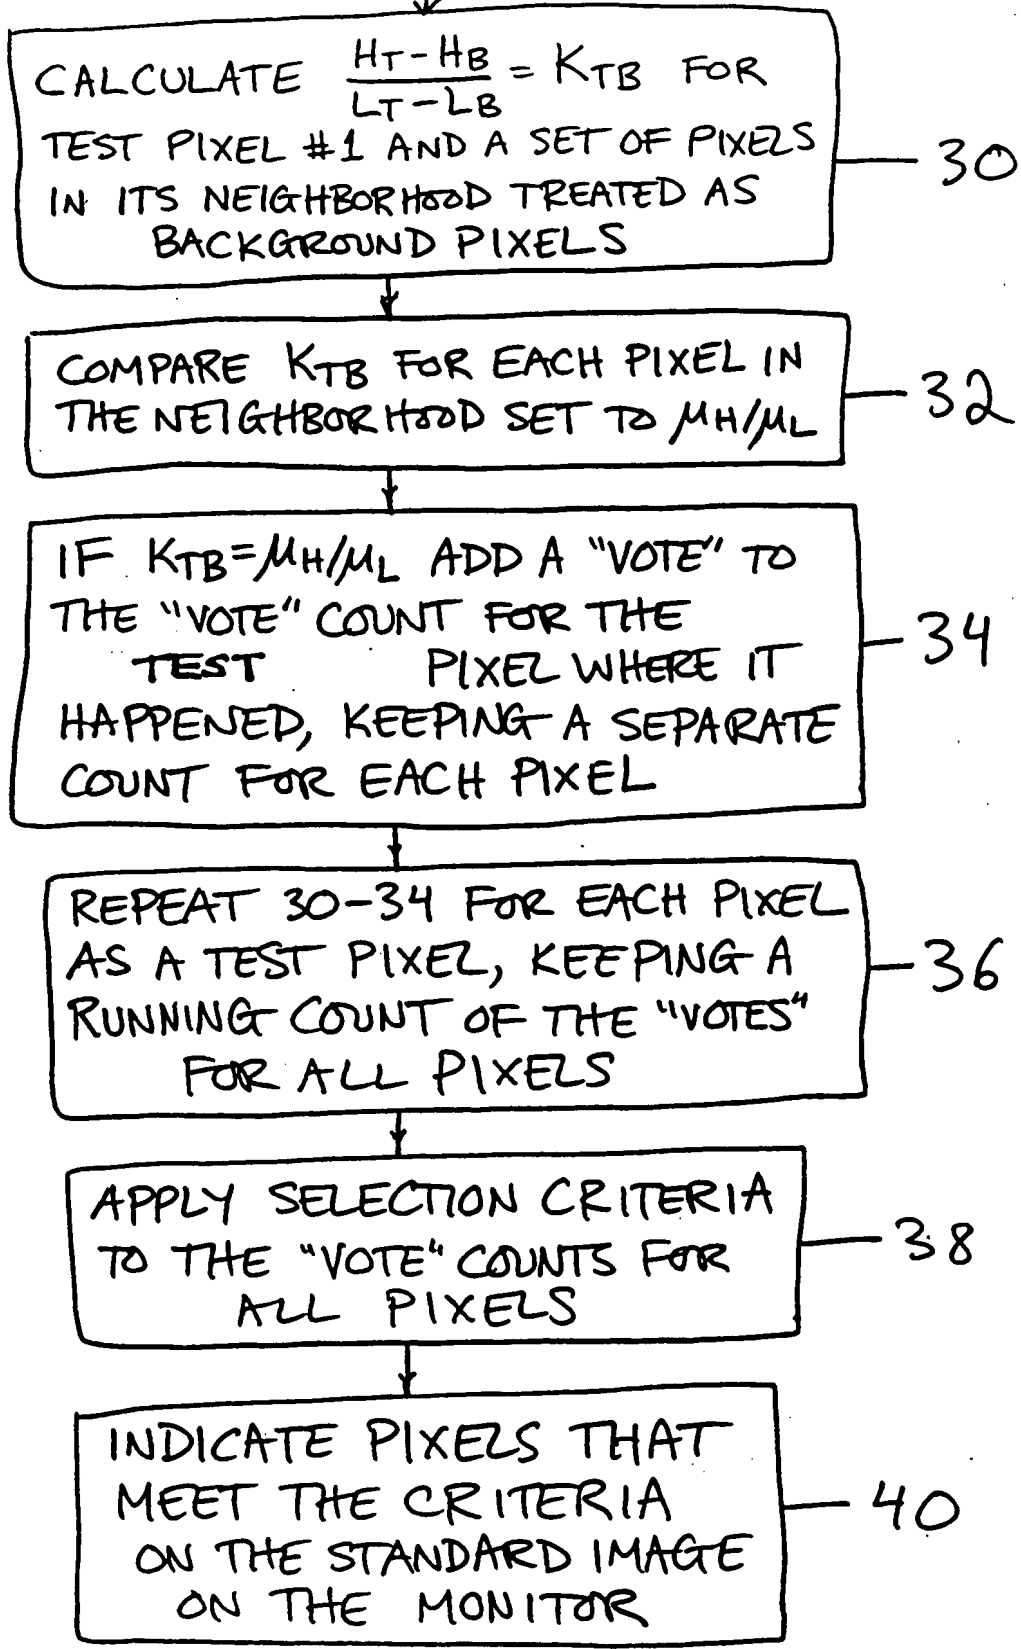 CALCULATE HT-HB/LT-LB = KTB FOR
TEST PIXEL #1 AND A SET OF PIXELS
IN ITS NEIGHBORHOOD TREATED AS
BACKGROUND PIXELS
30
COMPARE KTB FOR EACH PIXEL IN
THE NEIGHBORHOOD SET TO μH/μL
32
IF KTB=μH/μL ADD A "VOTE" TO
THE "VOTE" COUNT FOR THE
TEST PIXEL WHERE IT
HAPPENED, KEEPING A SEPARATE
COUNT FOR EACH PIXEL
34
REPEAT 30-34 FOR EACH PIXEL
AS A TEST PIXEL, KEEPING A
RUNNING COUNT OF THE "VOTES"
FOR ALL PIXELS
36
APPLY SELECTION CRITERIA
TO THE "VOTE" COUNTS FOR
ALL PIXELS
38
INDICATE PIXELS THAT
MEET THE CRITERIA
ON THE STANDARD IMAGE
ON THE MONITOR
40